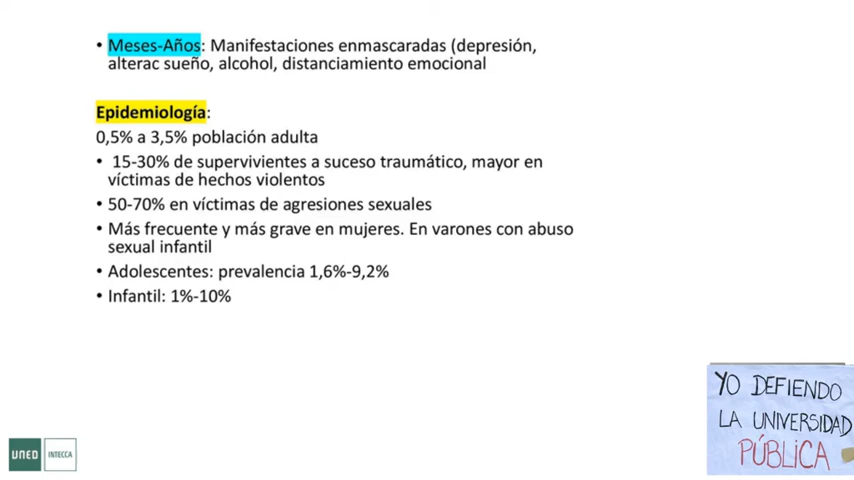 • Meses-Años: Manifestaciones enmascaradas (depresión,
alterac sueño, alcohol, distanciamiento emocional
Epidemiología:
0,5% a 3,5% población adulta
• 15-30% de supervivientes a suceso traumático, mayor en
víctimas de hechos violentos
• 50-70% en víctimas de agresiones sexuales
• Más frecuente y más grave en mujeres. En varones con abuso
sexual infantil
• Adolescentes: prevalencia 1,6%-9,2%
• Infantil: 1%-10%
YO DEFIENDO
LA UNIVERSIDAD
PÚBLICA
UNED INTECCA